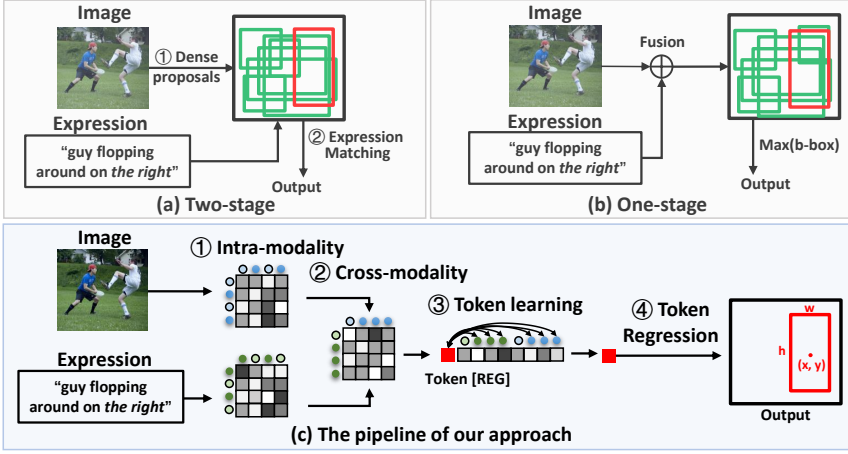 Image
① Dense
proposals
Expression
"guy flopping
around on the right"
② Expression
Matching
Output
(a) Two-stage
Image
Fusion
Expression
"guy flopping
around on the right"
Max(b-box)
Output
(b) One-stage
Image
① Intra-modality
② Cross-modality
③ Token learning
④ Token
Regression
Expression
"guy flopping
around on the right"
Token [REG]
w
h
(x, y)
Output
(c) The pipeline of our approach